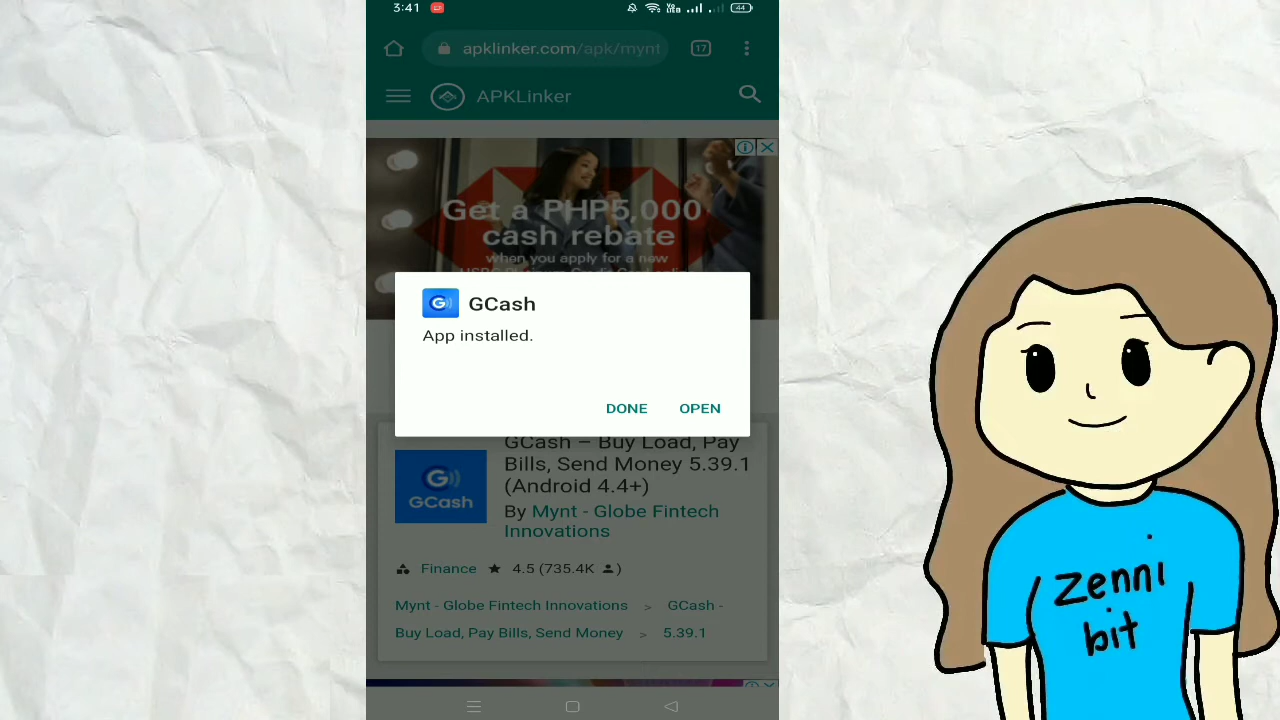 3:41
44
apklinker.com/apk/mynt
17
APKLinker
Get a PHP5,000
cash rebate
when you apply for a new
GCash
App installed.
DONE OPEN
GCash – Buy Load, Pay
Bills, Send Money 5.39.1
(Android 4.4+)
GCash
By Mynt - Globe Fintech
Innovations
Finance ★ 4.5 (735.4K )
Mynt - Globe Fintech Innovations > GCash -
Buy Load, Pay Bills, Send Money > 5.39.1
zenni
bit